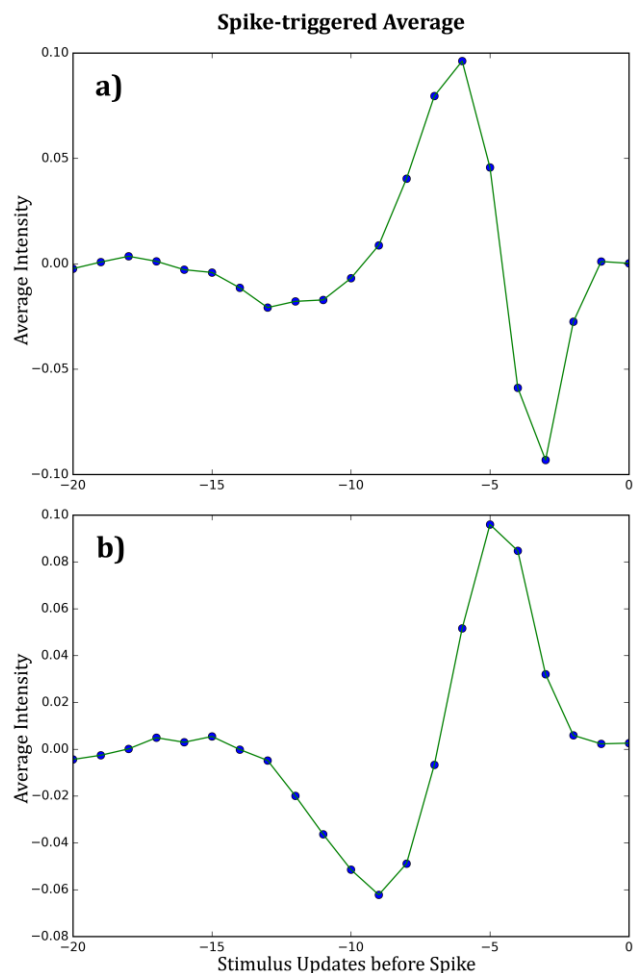 Spike-triggered Average
a)
0.10
0.05
0.00
−0.05
−0.10
Average Intensity
−20 −15 −10 −5 0
b)
0.10
0.08
0.06
0.04
0.02
0.00
−0.02
−0.04
−0.06
−0.08
Average Intensity
−20 −15 −10 −5 0
Stimulus Updates before Spike